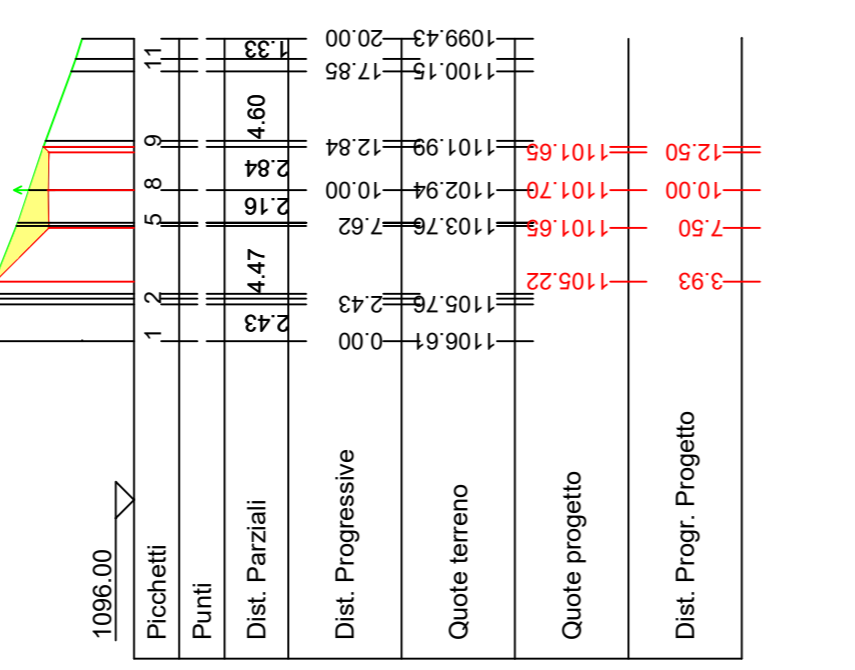 1096.00
Picchetti 1 2 5 8 9 11
Punti
Dist. Parziali 2.43 4.47 2.16 2.84 4.60 1.33
Dist. Progressive 0.00 2.43 7.62 10.00 12.84 17.85 20.00
Quote terreno 1106.61 1105.76 1103.76 1102.94 1101.99 1100.15 1099.43
Quote progetto 1105.22 1101.65 1101.70 1101.65
Dist. Progr. Progetto 3.93 7.50 10.00 12.50